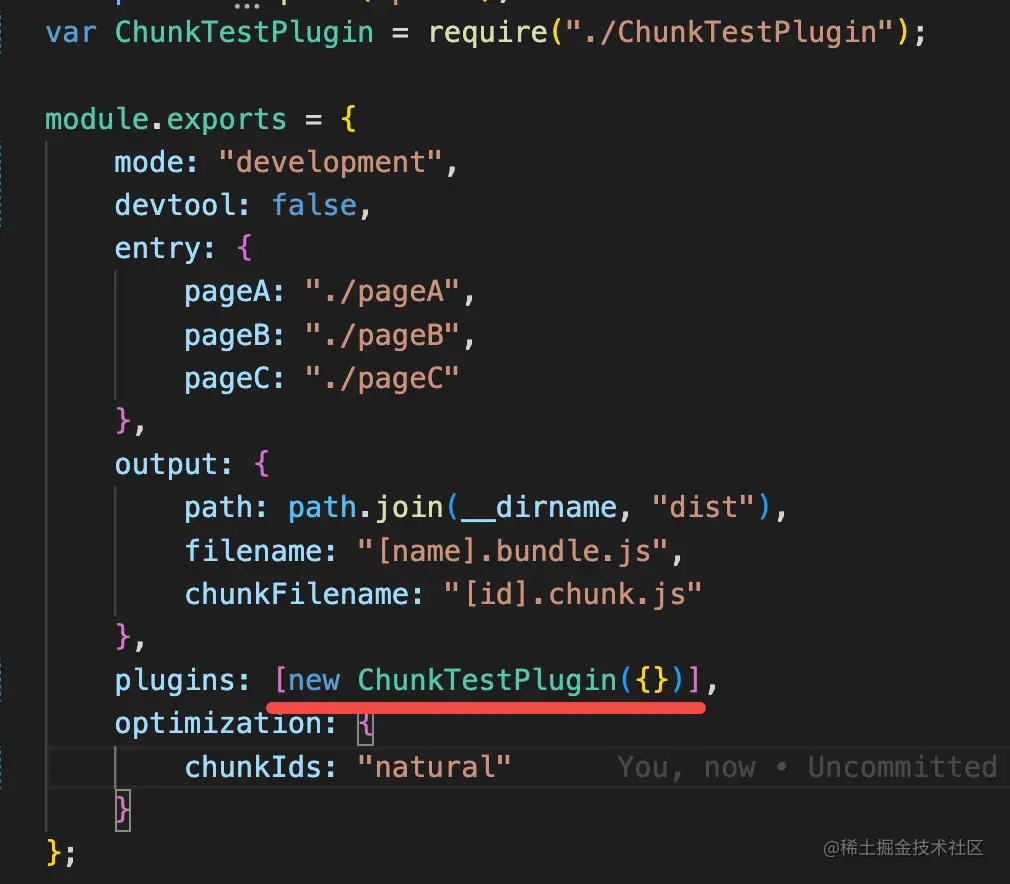 var ChunkTestPlugin = require("./ChunkTestPlugin");
module.exports = {
mode: "development",
devtool: false,
entry: {
pageA: "./pageA",
pageB: "./pageB",
pageC: "./pageC"
},
output: {
path: path.join(__dirname, "dist"),
filename: "[name].bundle.js",
chunkFilename: "[id].chunk.js"
},
plugins: [new ChunkTestPlugin({})],
optimization: {
chunkIds: "natural" You, now • Uncommitted
}
};
@稀土掘金技术社区